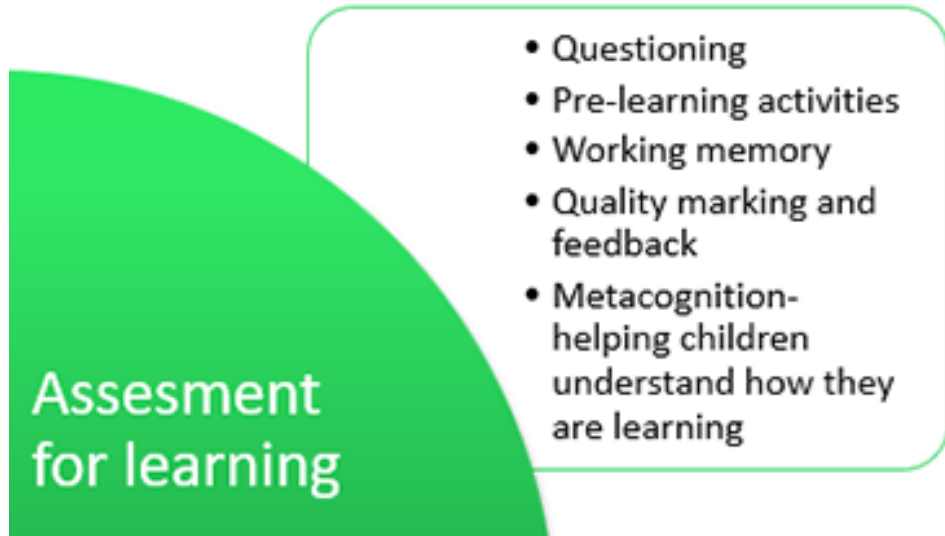 • Questioning
• Pre-learning activities
• Working memory
• Quality marking and
feedback
• Metacognition-
helping children
understand how they
are learning
Assesment
for learning